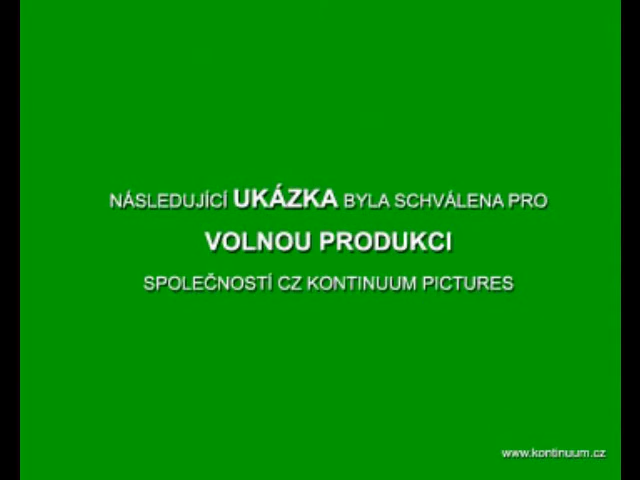 NÁSLEDUJÍCÍ UKÁZKA BYLA SCHVÁLENA PRO
VOLNOU PRODUKCI
SPOLEČNOSTÍ CZ KONTINUUM PICTURES
www.kontinuum.cz